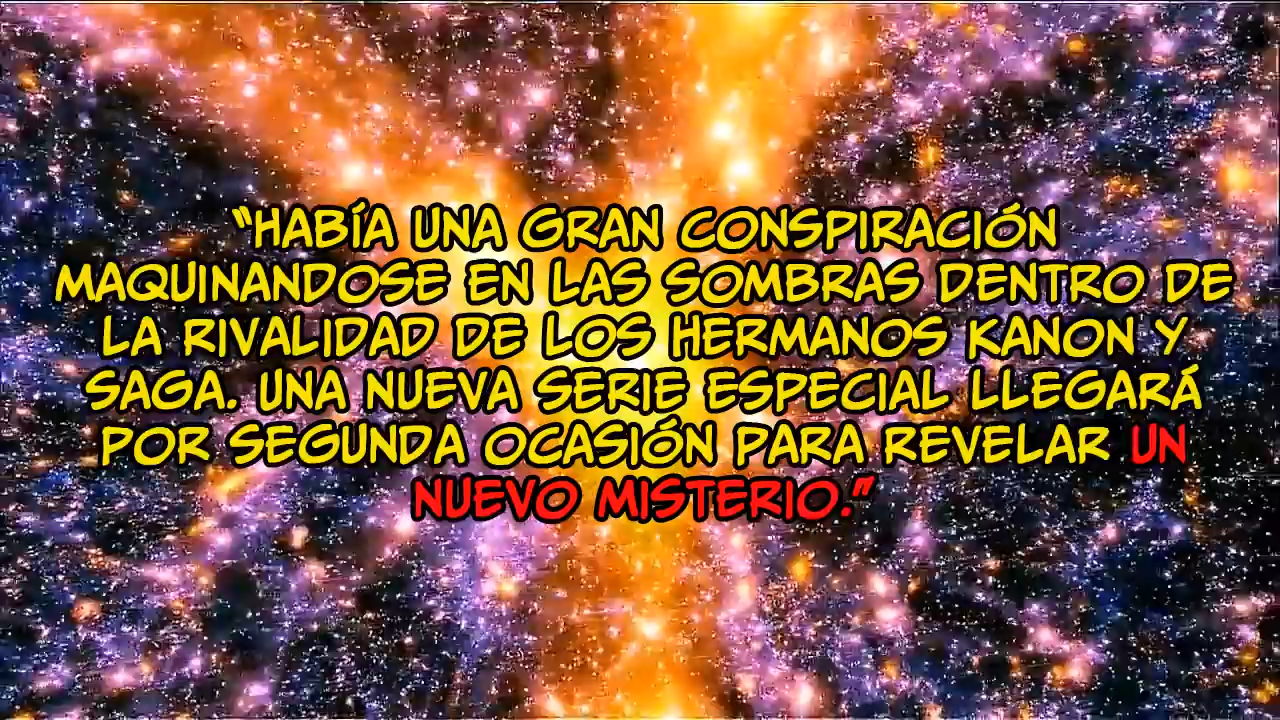 “HABÍA UNA GRAN CONSPIRACIÓN
MAQUINANDOSE EN LAS SOMBRAS DENTRO DE
LA RIVALIDAD DE LOS HERMANOS KANON Y
SAGA. UNA NUEVA SERIE ESPECIAL LLEGARÁ
POR SEGUNDA OCASIÓN PARA REVELAR UN
NUEVO MISTERIO.”